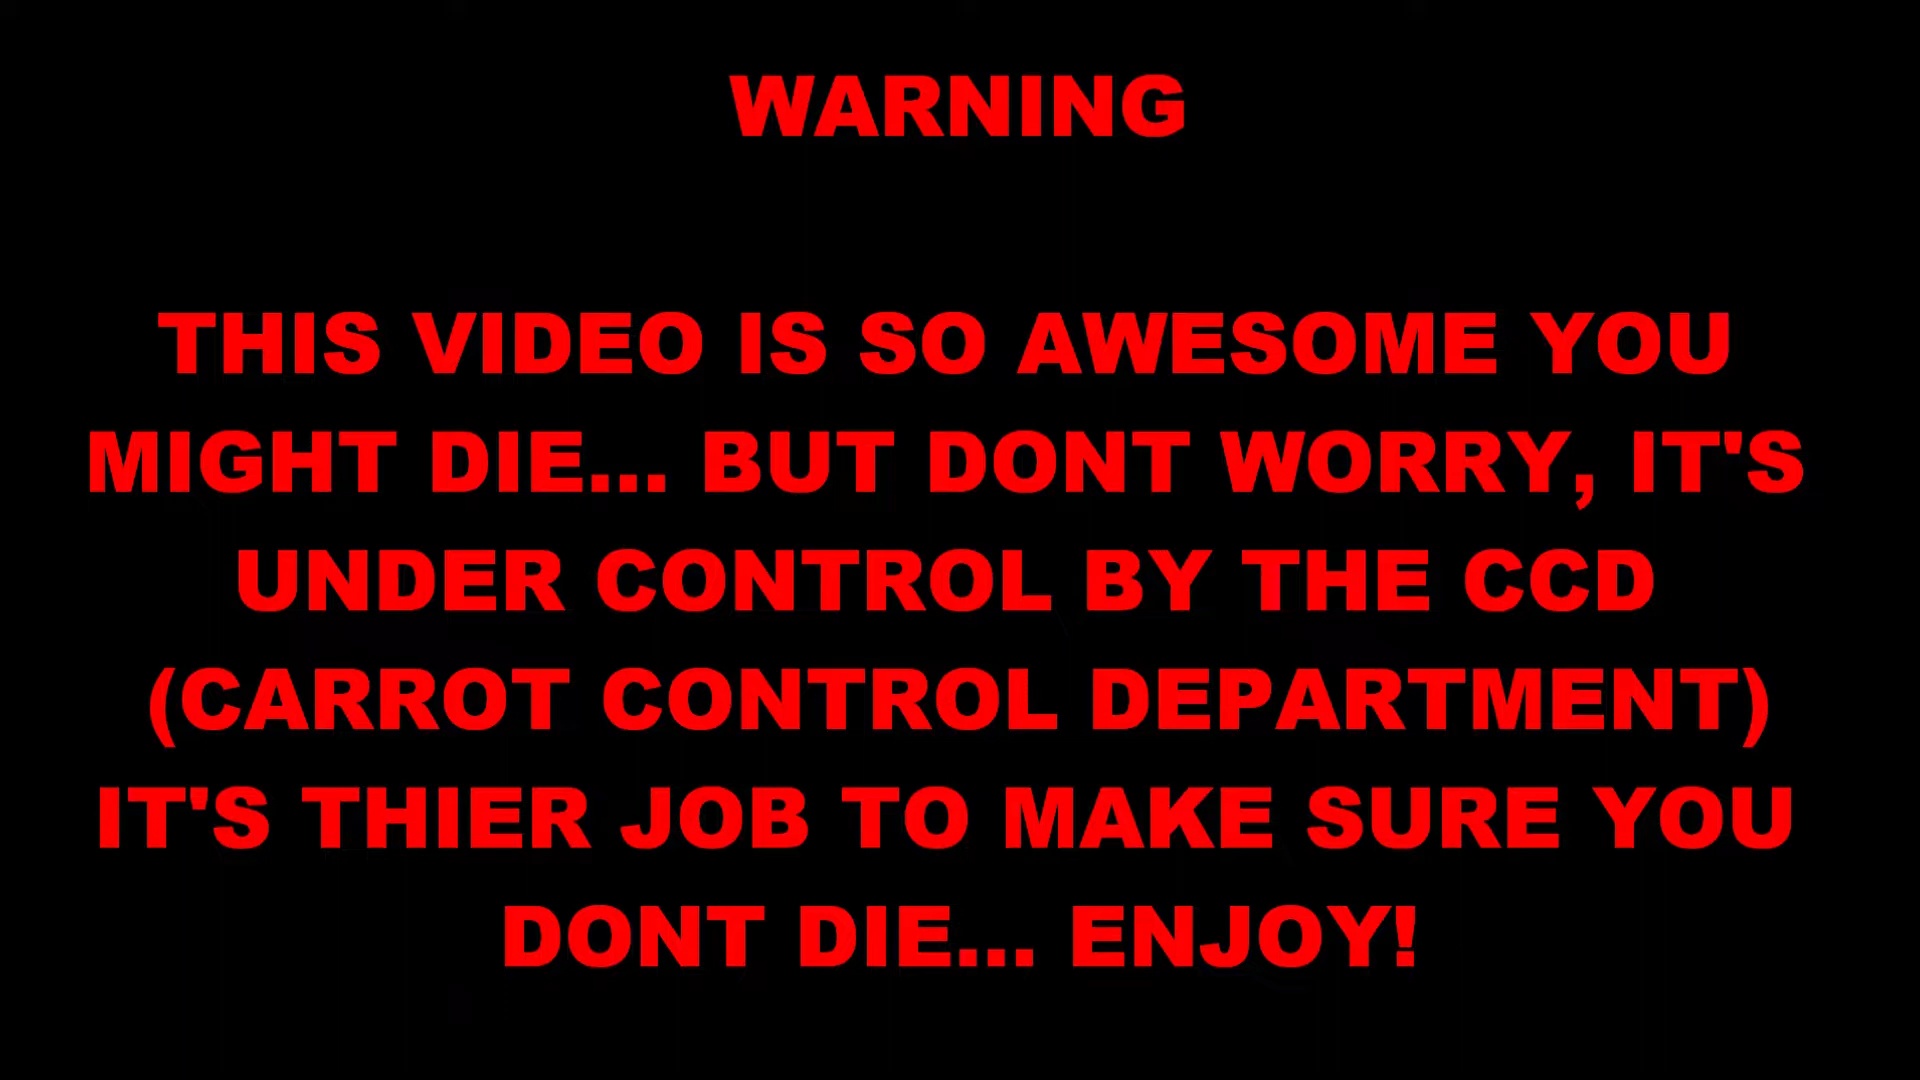 WARNING
THIS VIDEO IS SO AWESOME YOU
MIGHT DIE... BUT DONT WORRY, IT'S
UNDER CONTROL BY THE CCD
(CARROT CONTROL DEPARTMENT)
IT'S THIER JOB TO MAKE SURE YOU
DONT DIE... ENJOY!